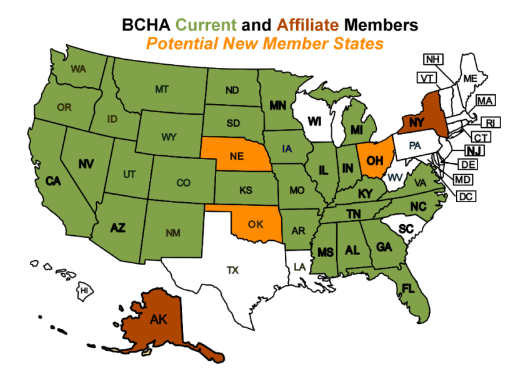 BCHA Current and Affiliate Members
Potential New Member States
NH
WA
VT
ME
MT
ND
MN
MA
OR
ID
WI
MI
NY
RI
SD
CT
WY
PA
NJ
IA
NE
OH
DE
NV
IL
IN
WV
MD
UT
CO
VA
CA
KS
MO
KY
DC
NC
TN
AZ
NM
OK
AR
SC
MS
AL
GA
TX
LA
HI
FL
AK